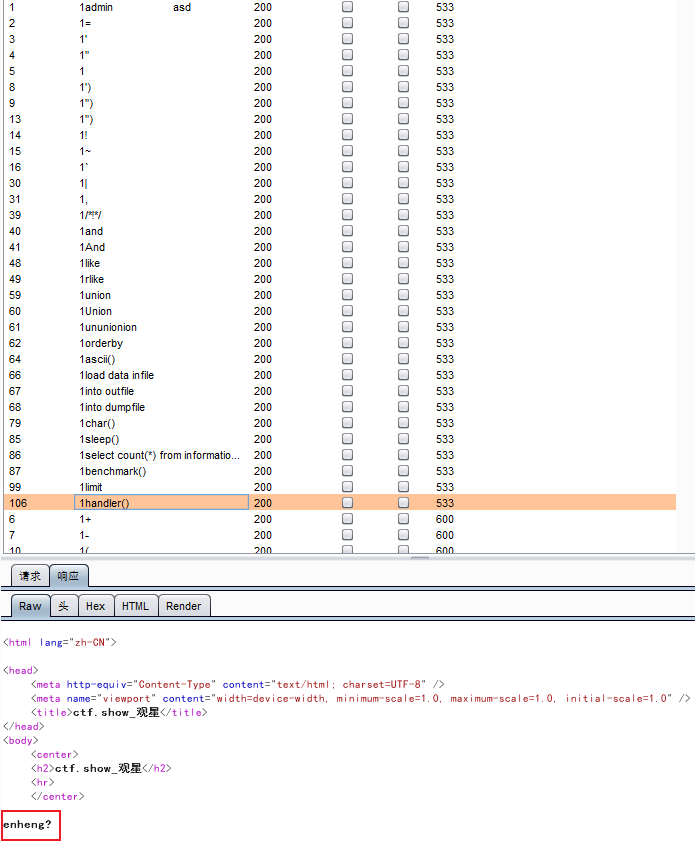 1 1admin asd 200 533
2 1= 200 533
3 1' 200 533
4 1" 200 533
5 1 200 533
8 1') 200 533
9 1") 200 533
13 1") 200 533
14 1! 200 533
15 1~ 200 533
16 1` 200 533
30 1| 200 533
31 1, 200 533
39 1/*!*/ 200 533
40 1and 200 533
41 1And 200 533
48 1like 200 533
49 1rlike 200 533
59 1union 200 533
60 1Union 200 533
61 1ununionion 200 533
62 1orderby 200 533
64 1ascii() 200 533
66 1load data infile 200 533
67 1into outfile 200 533
68 1into dumpfile 200 533
79 1char() 200 533
85 1sleep() 200 533
86 1select count(*) from informatio... 200 533
87 1benchmark() 200 533
99 1limit 200 533
106 1handler() 200 533
6 1+ 200 600
7 1- 200 600
10 1( 200 600
请求 响应
Raw 头 Hex HTML Render
<html lang="zh-CN">
<head>
<meta http-equiv="Content-Type" content="text/html; charset=UTF-8" />
<meta name="viewport" content="width=device-width, minimum-scale=1.0, maximum-scale=1.0, initial-scale=1.0" />
<title>ctf.show_观星</title>
</head>
<body>
<center>
<h2>ctf.show_观星</h2>
<hr>
</center>
enheng?